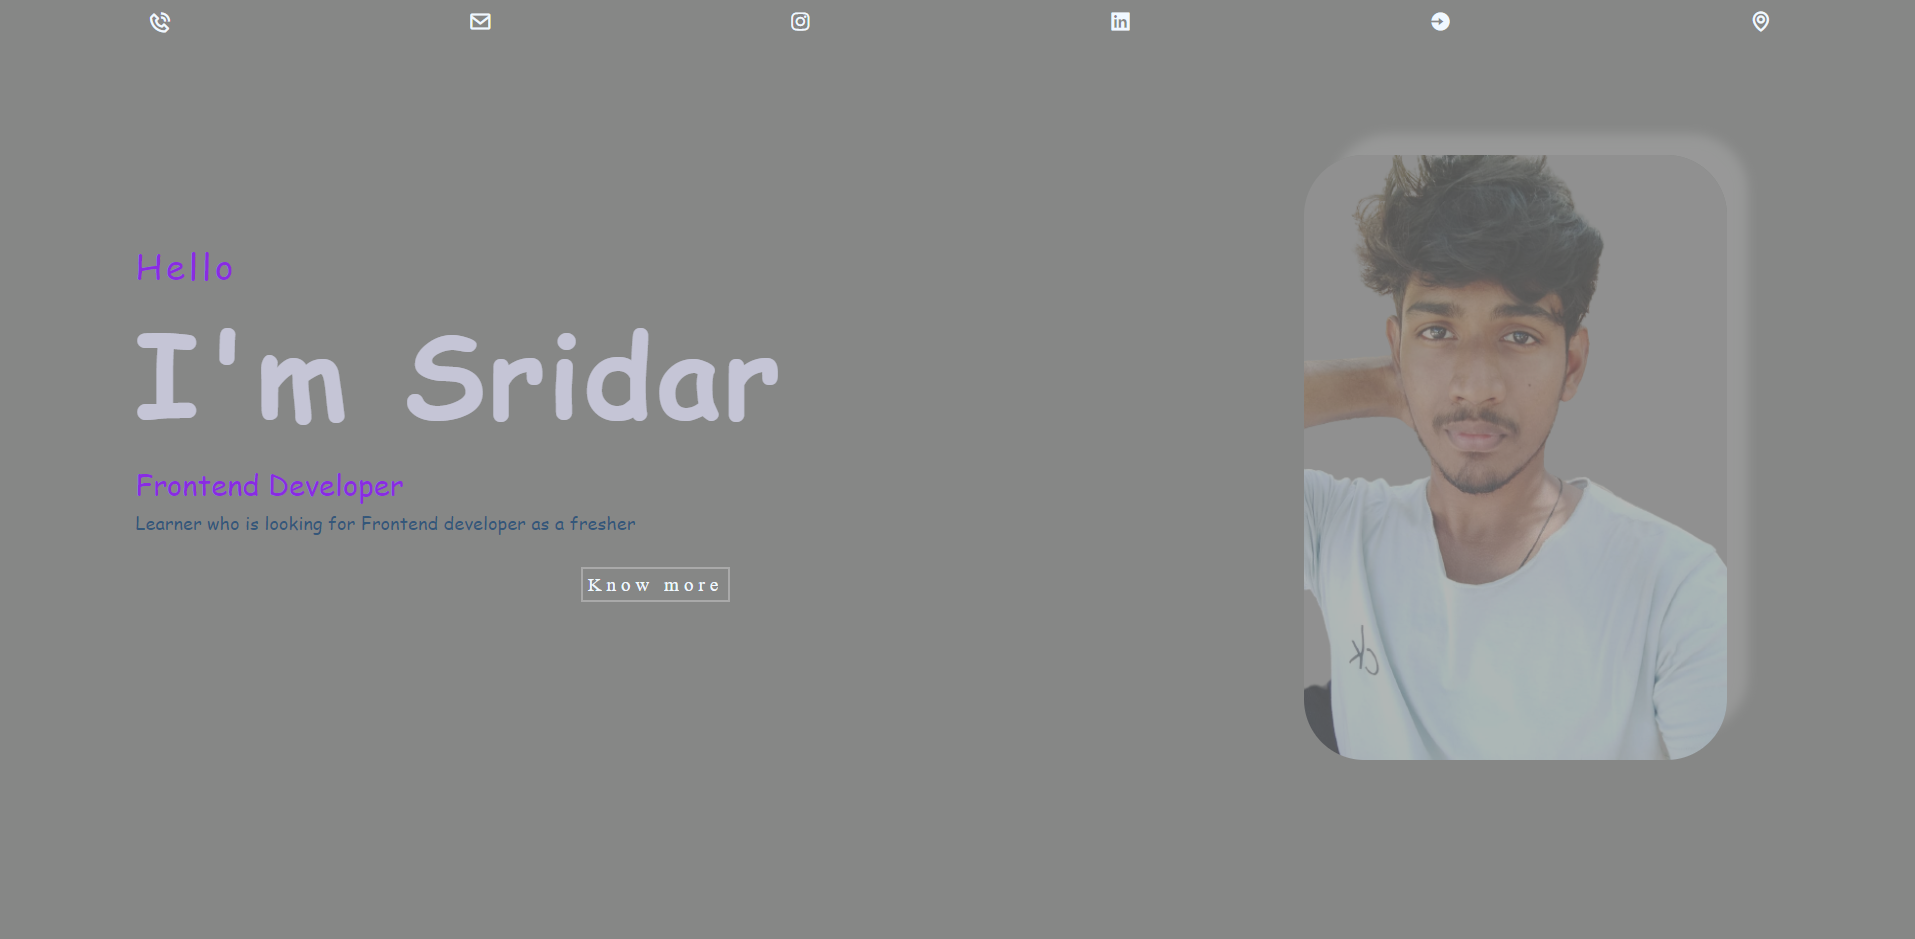 Hello
I'm Sridar
Frontend Developer
Learner who is looking for Frontend developer as a fresher
Know more